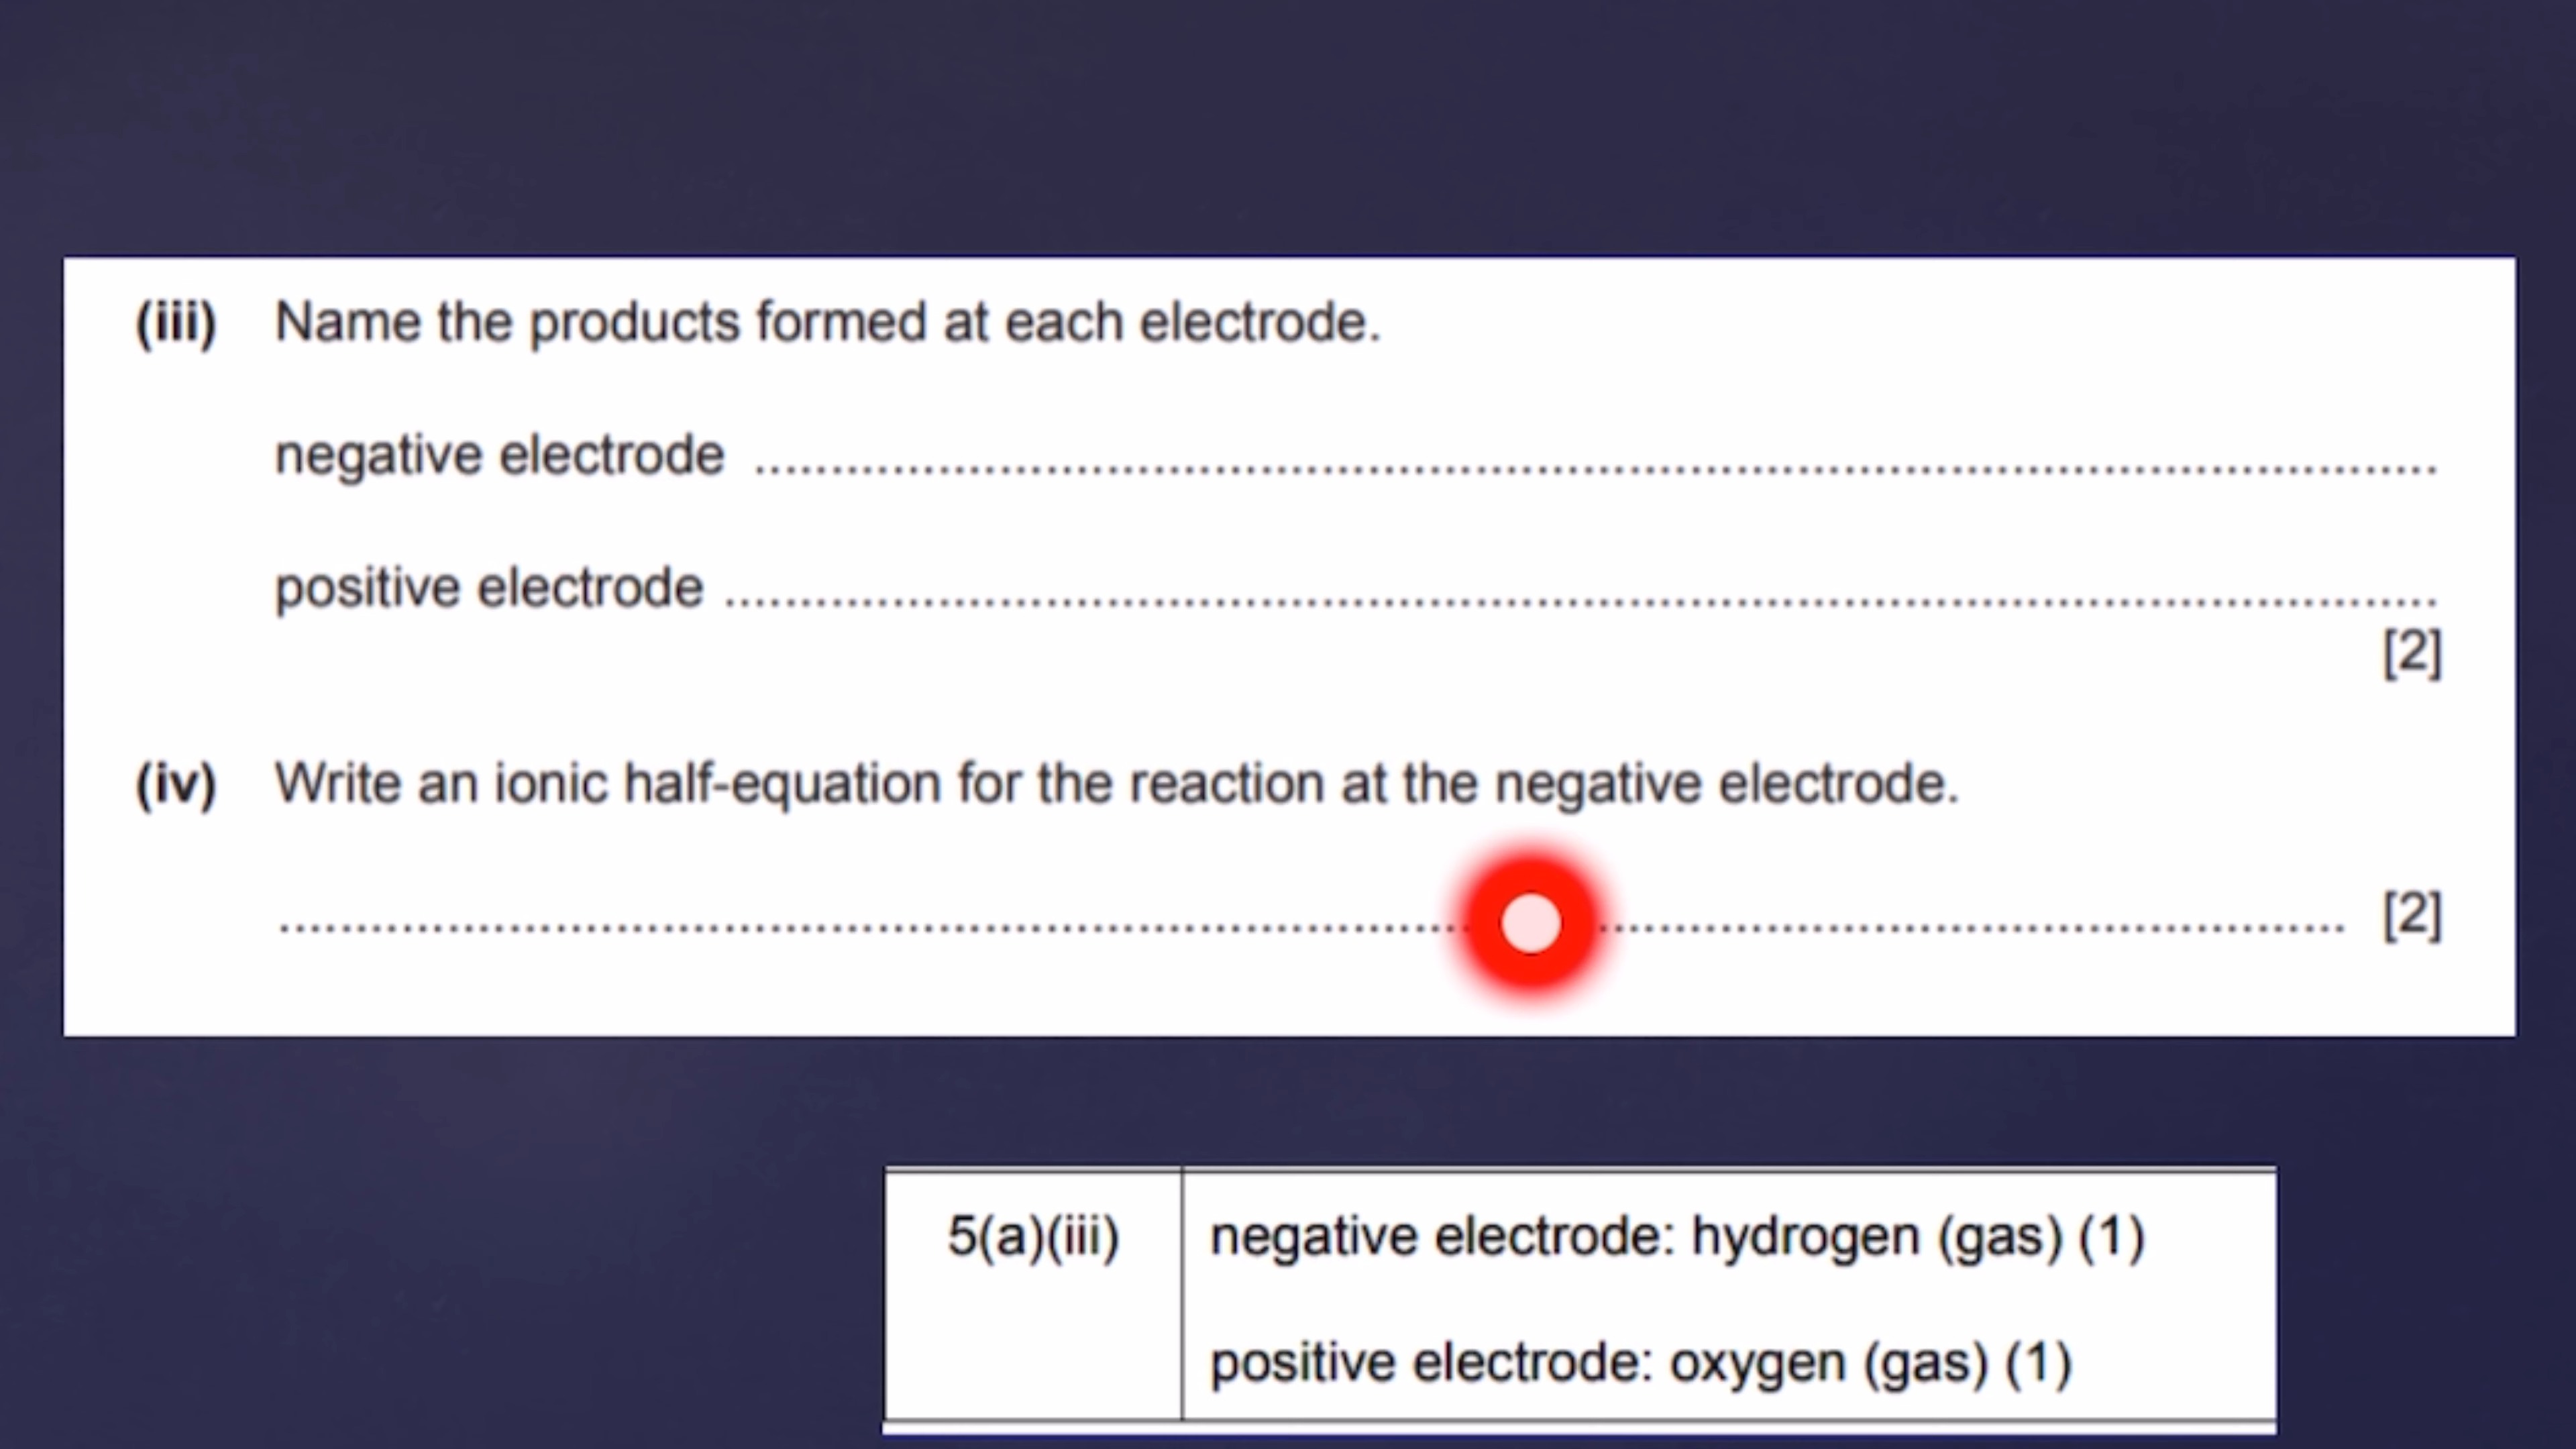 (iii) Name the products formed at each electrode.
negative electrode ................................................................................
positive electrode ................................................................................
[2]
(iv) Write an ionic half-equation for the reaction at the negative electrode.
................................................................................ [2]
5(a)(iii) negative electrode: hydrogen (gas) (1)
positive electrode: oxygen (gas) (1)